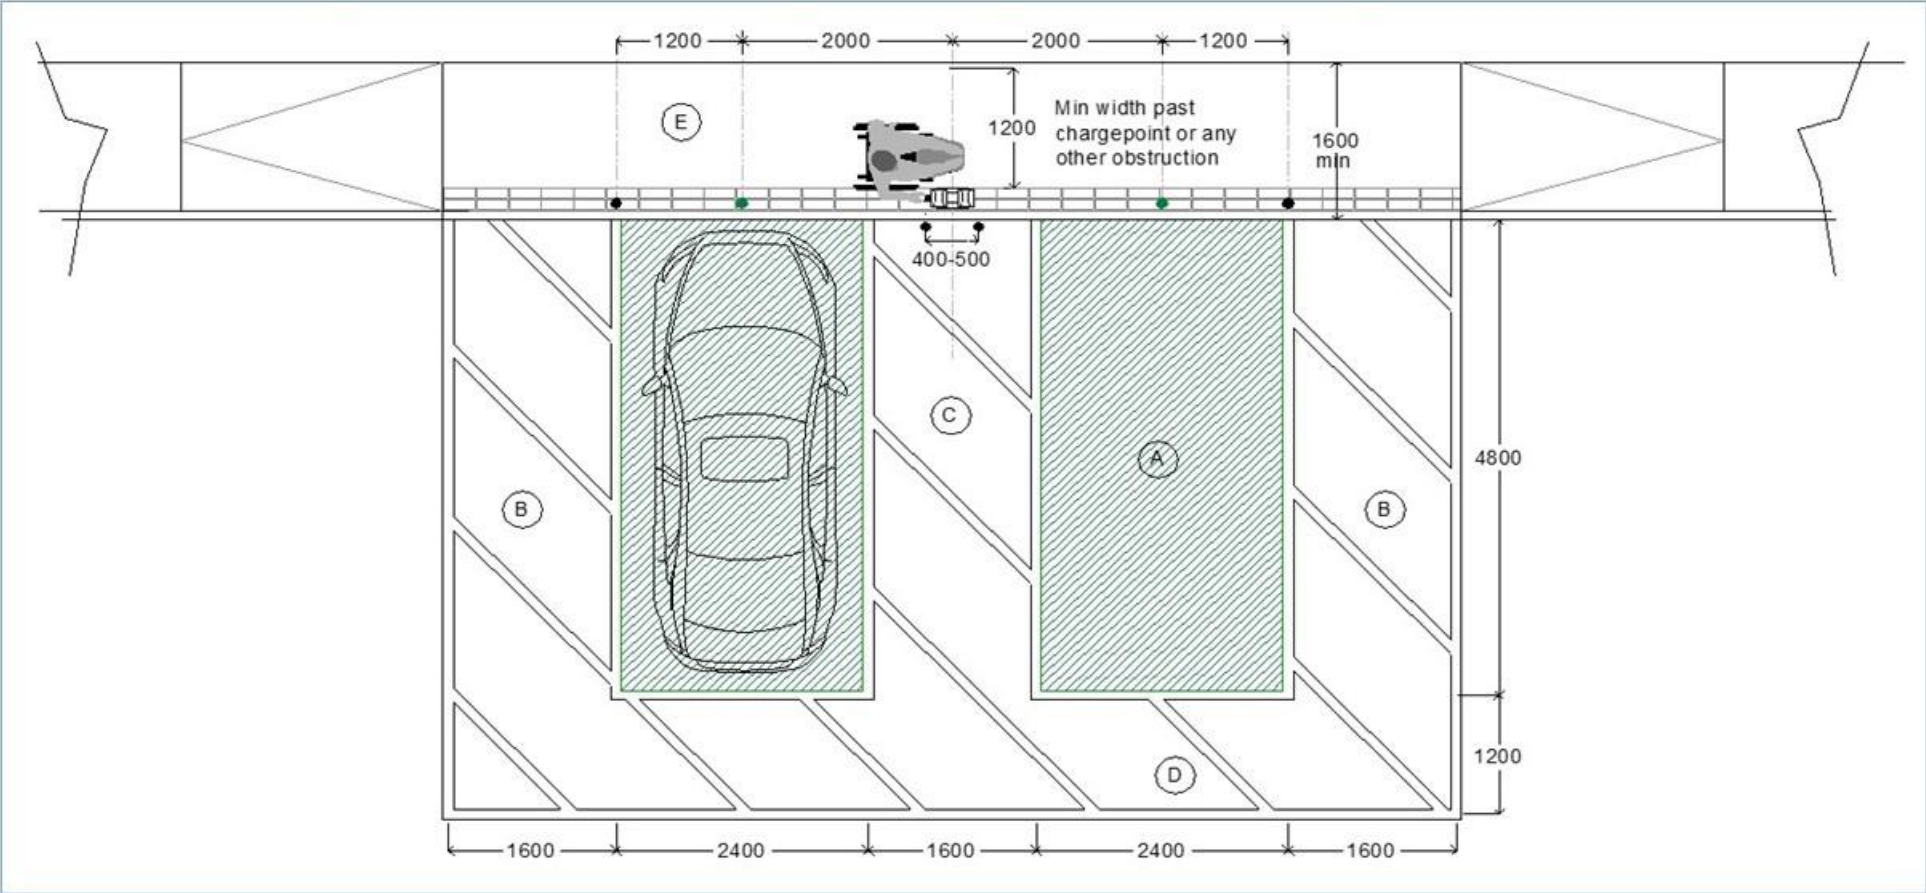 1200 2000 2000 1200
E
1200
Min width past
chargepoint or any
other obstruction
1600
min
400-500
C
A
B
B
4800
D
1200
1600 2400 1600 2400 1600